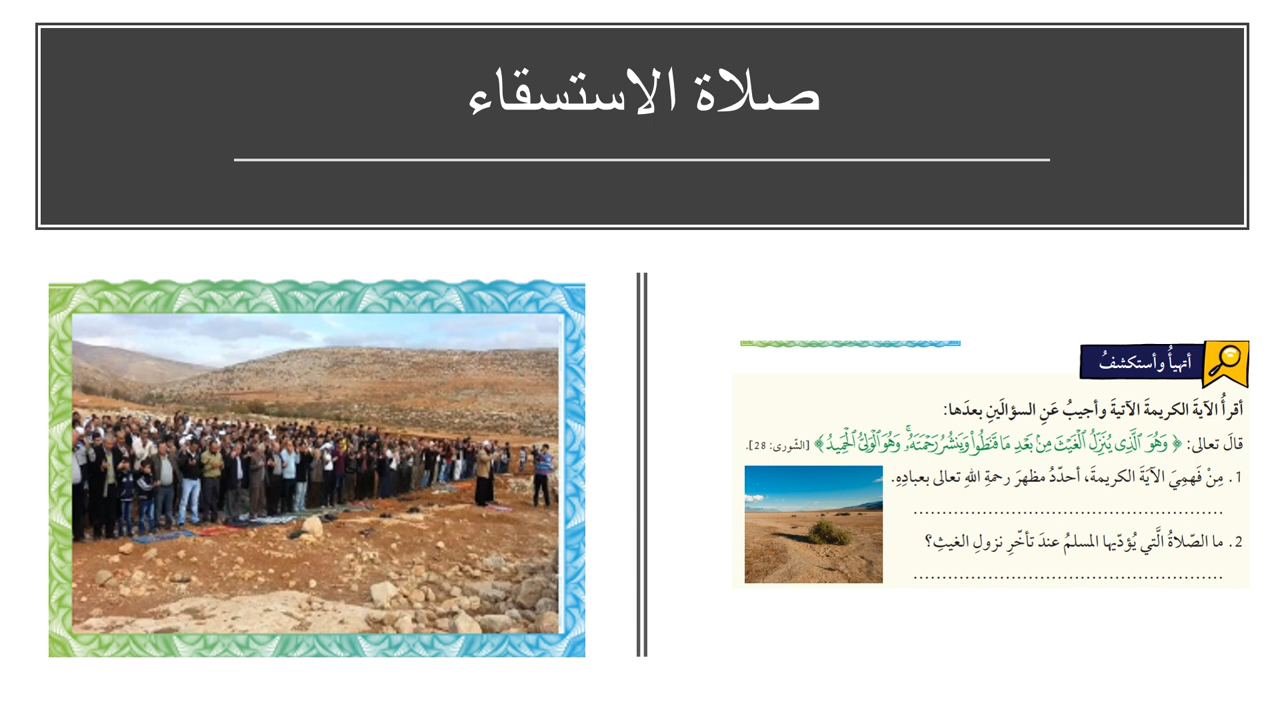 صلاة الاستسقاء
أتهيأُ وأستكشفُ
أقرأُ الآيةَ الكريمةَ الآتيةَ وأجيبُ عَنِ السؤالَينِ بعدَها:
قالَ تعالى: ﴿ وَهُوَ ٱلَّذِى يُنَزِّلُ ٱلْغَيْثَ مِنۢ بَعْدِ مَا قَنَطُوا۟ وَيَنشُرُ رَحْمَتَهُۥۚ وَهُوَ ٱلْوَلِىُّ ٱلْحَمِيدُ ﴾ [الشّورى: 28].
1. مِنْ فَهمِيَ الآيَةَ الكريمةَ، أحدّدُ مظهرَ رحمةِ اللهِ تعالى بعبادِهِ.
......................................................
2. ما الصّلاةُ الَّتي يُؤدّيها المسلمُ عندَ تأخّرِ نزولِ الغيثِ؟
......................................................